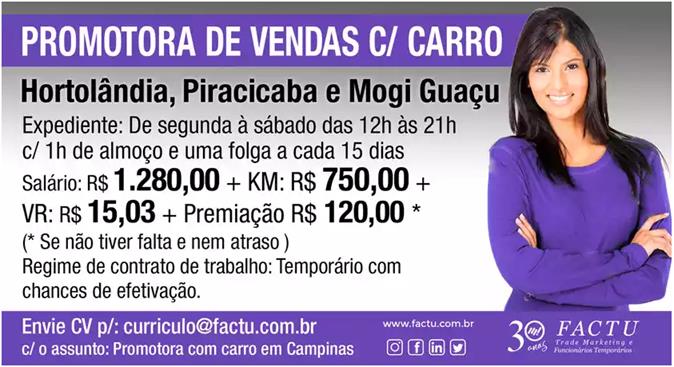 PROMOTORA DE VENDAS C/ CARRO
Hortolândia, Piracicaba e Mogi Guaçu
Expediente: De segunda à sábado das 12h às 21h
c/ 1h de almoço e uma folga a cada 15 dias
Salário: R$ 1.280,00 + KM: R$ 750,00 +
VR: R$ 15,03 + Premiação R$ 120,00 *
(* Se não tiver falta e nem atraso )
Regime de contrato de trabalho: Temporário com
chances de efetivação.
Envie CV p/: curriculo@factu.com.br
c/ o assunto: Promotora com carro em Campinas
www.factu.com.br
30 anos
FACTU
Trade Marketing e
Funcionários Temporários